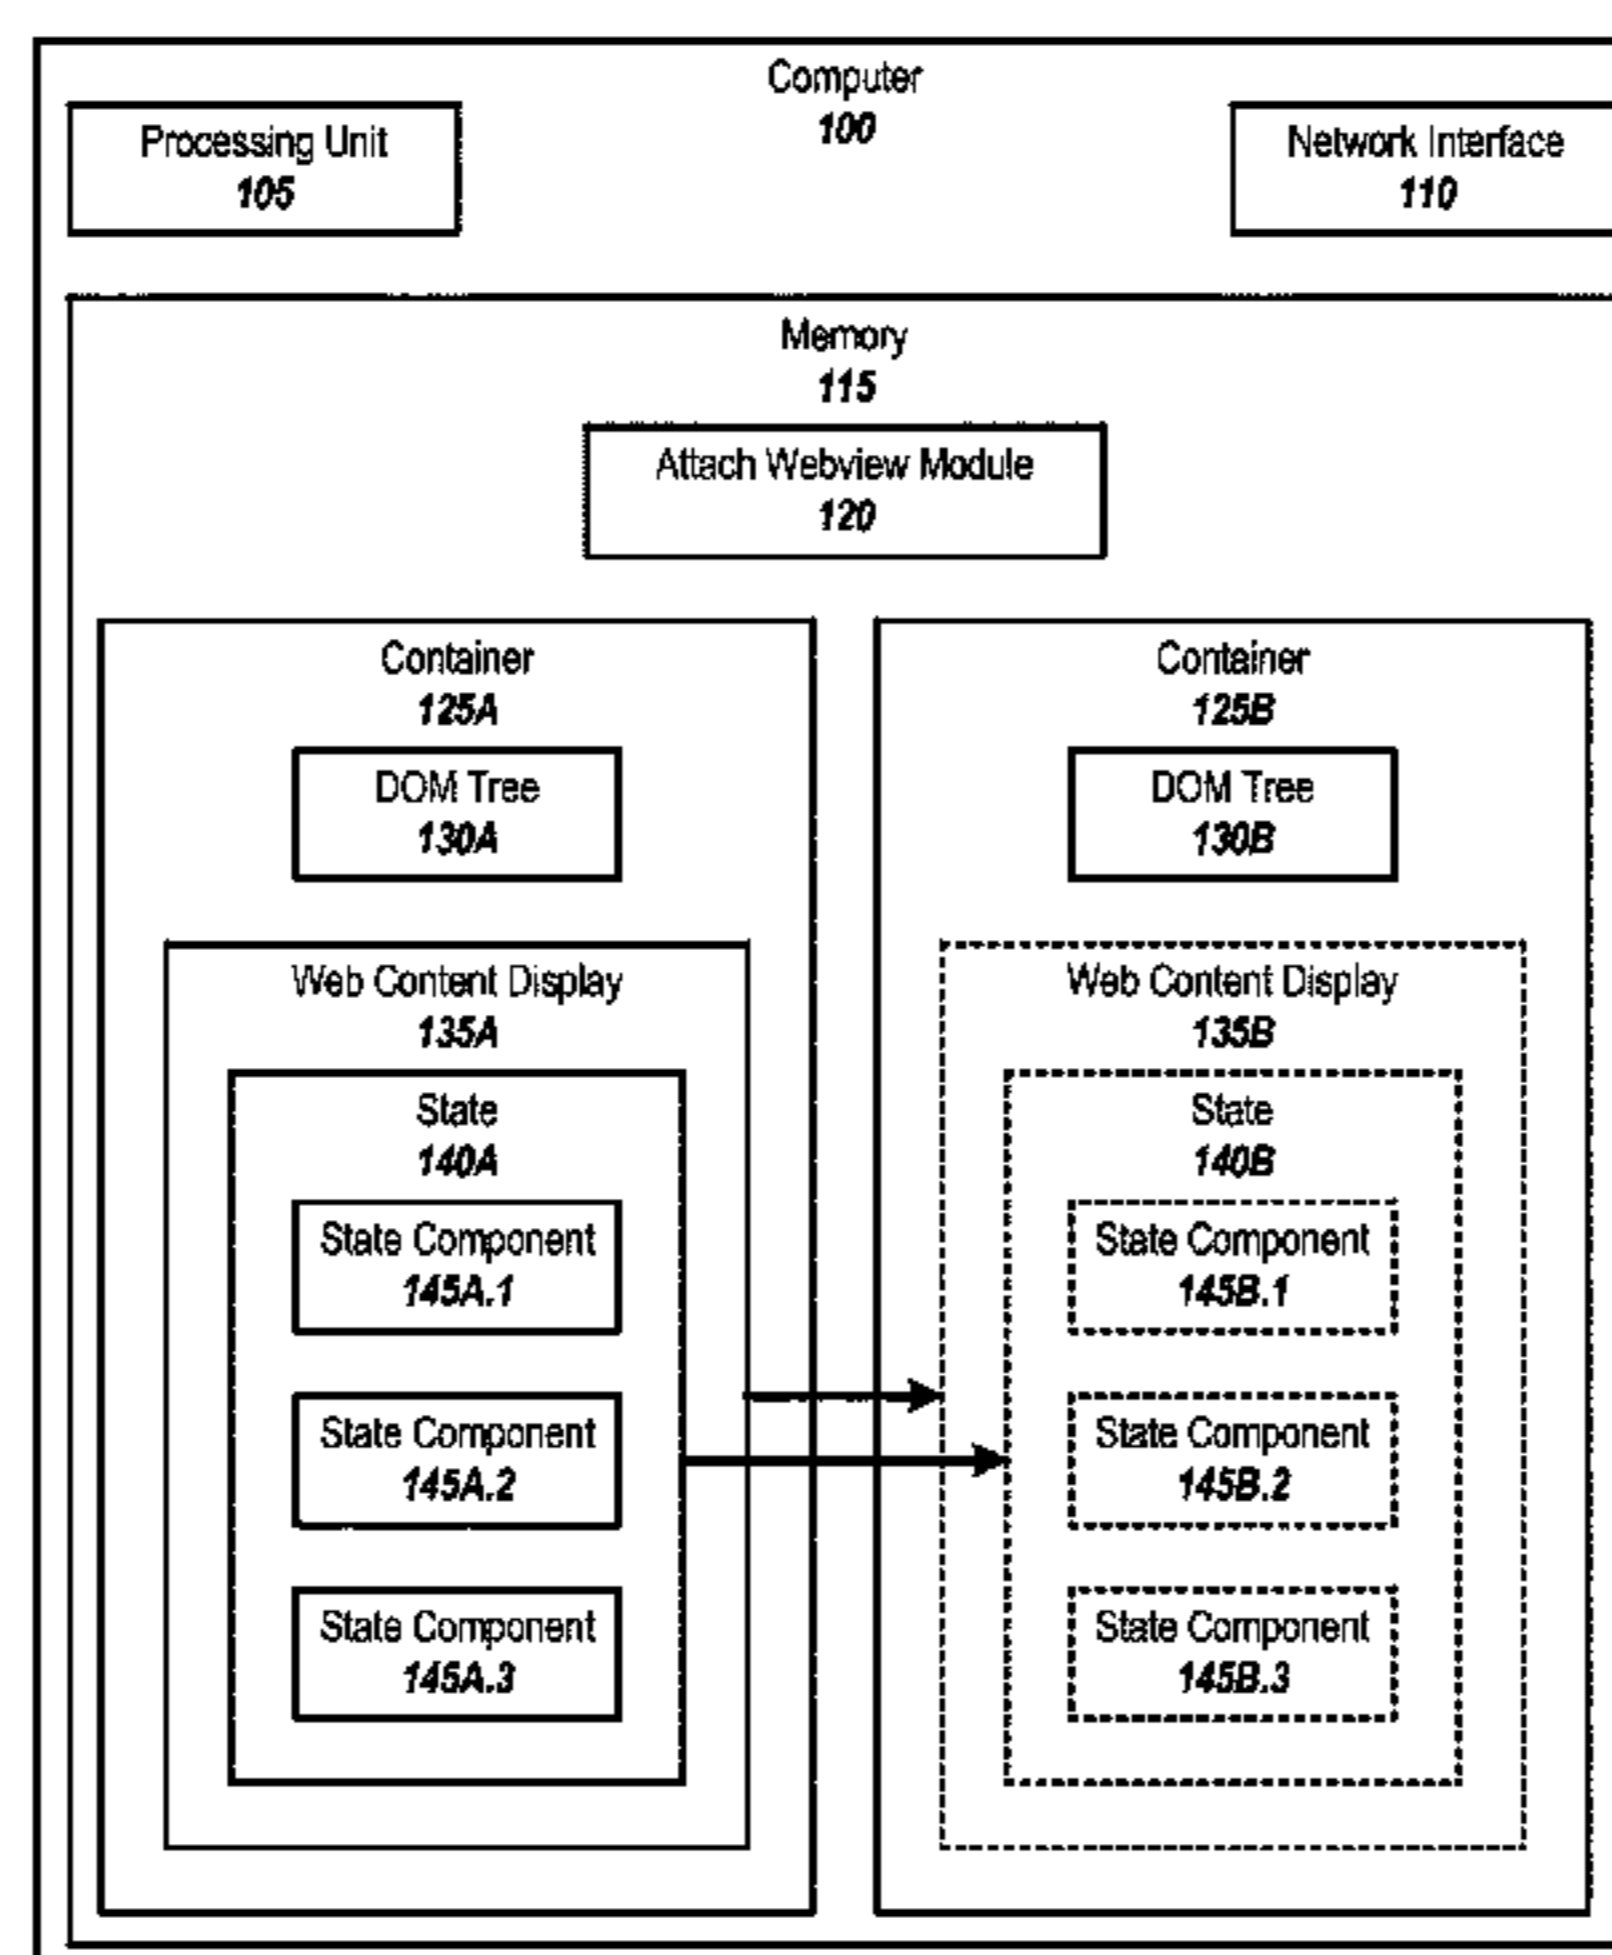 Computer
100
Processing Unit
105
Network Interface
110
Memory
115
Attach Webview Module
120
Container
125A
DOM Tree
130A
Web Content Display
135A
State
140A
State Component
145A.1
State Component
145A.2
State Component
145A.3
Container
125B
DOM Tree
130B
Web Content Display
135B
State
140B
State Component
145B.1
State Component
145B.2
State Component
145B.3